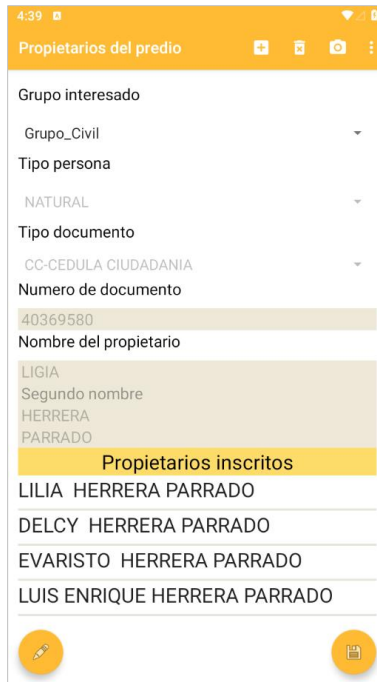 4:39
Propietarios del predio
Grupo interesado
Grupo_Civil
Tipo persona
NATURAL
Tipo documento
CC-CEDULA CIUDADANIA
Numero de documento
40369580
Nombre del propietario
LIGIA
Segundo nombre
HERRERA
PARRADO
Propietarios inscritos
LILIA HERRERA PARRADO
DELCY HERRERA PARRADO
EVARISTO HERRERA PARRADO
LUIS ENRIQUE HERRERA PARRADO